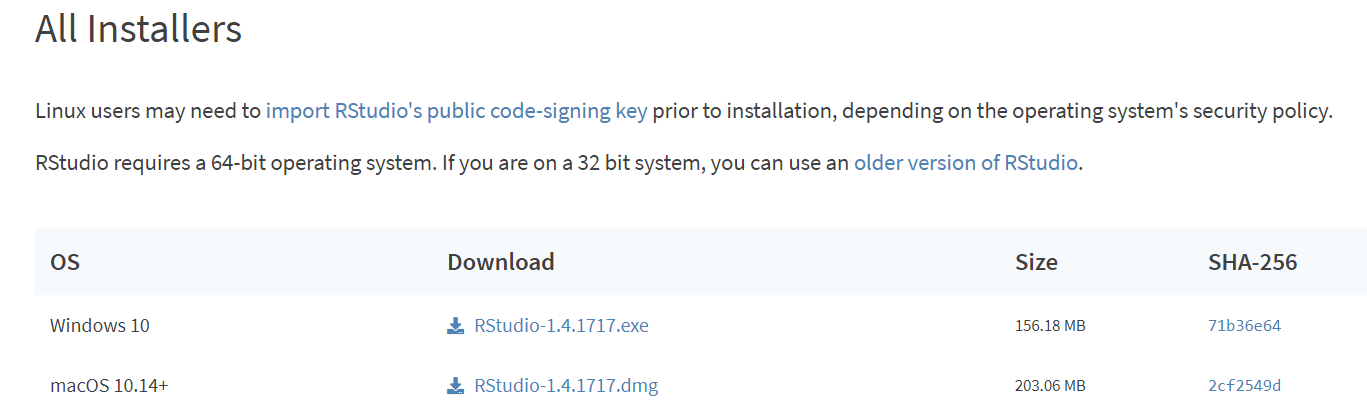 All Installers
Linux users may need to import RStudio's public code-signing key prior to installation, depending on the operating system's security policy.
RStudio requires a 64-bit operating system. If you are on a 32 bit system, you can use an older version of RStudio.
OS Download Size SHA-256
Windows 10 RStudio-1.4.1717.exe 156.18 MB 71b36e64
macOS 10.14+ RStudio-1.4.1717.dmg 203.06 MB 2cf2549d